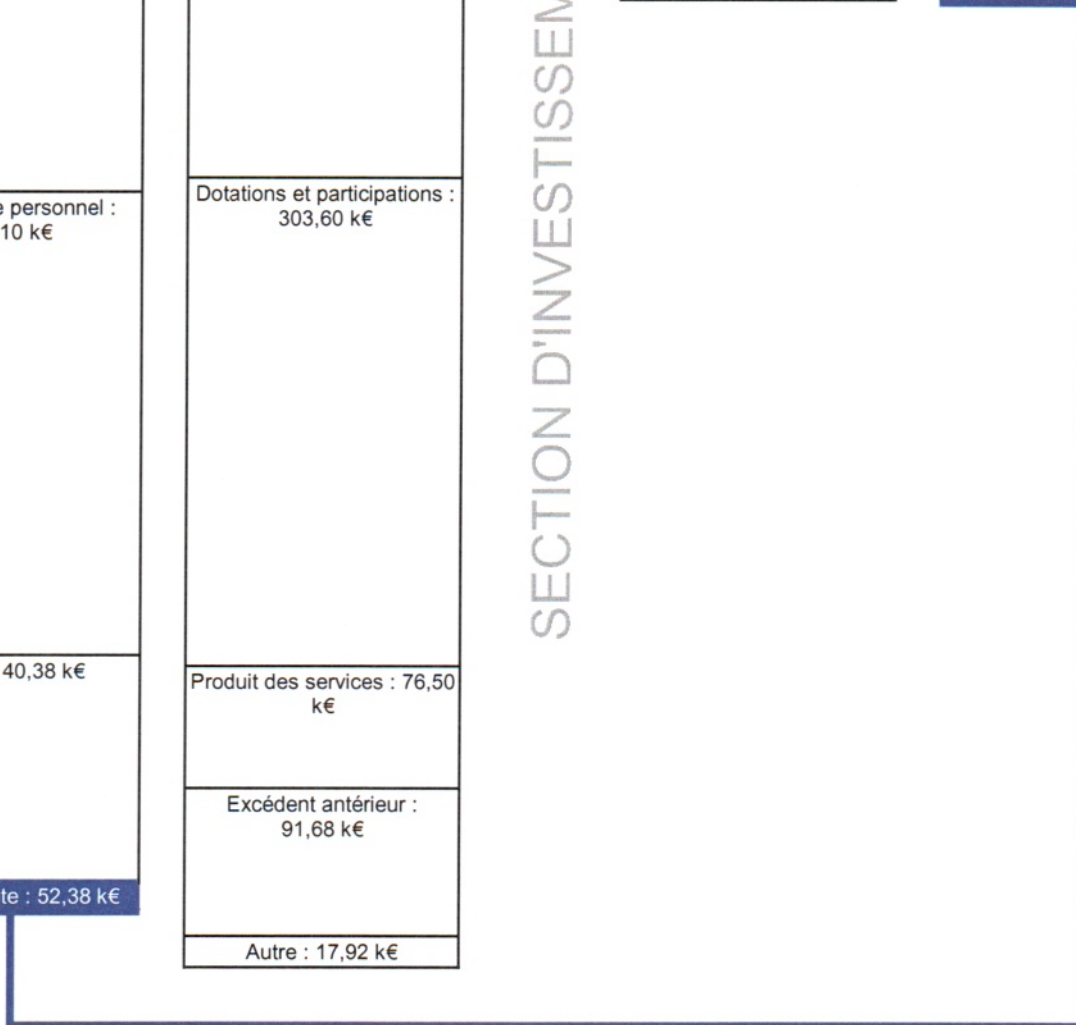 e personnel :
10 k€
40,38 k€
te : 52,38 k€
Dotations et participations :
303,60 k€
Produit des services : 76,50
k€
Excédent antérieur :
91,68 k€
Autre : 17,92 k€
SECTION D'INVESTISSEM